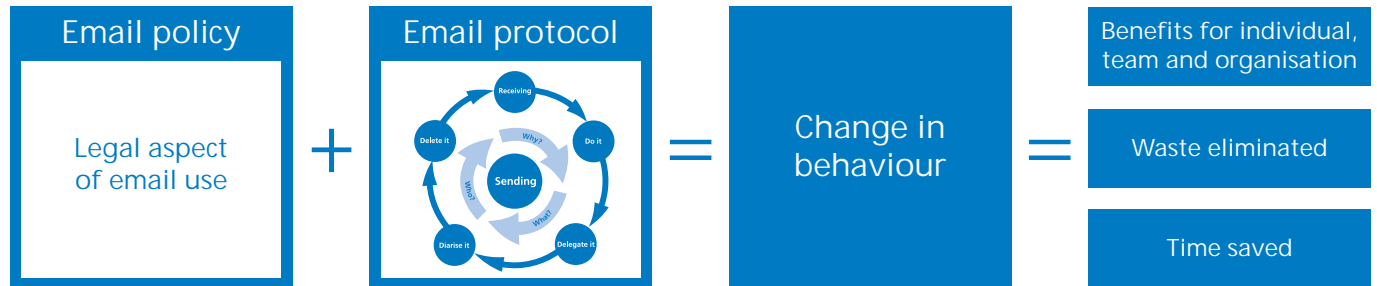 Email policy
Legal aspect
of email use
+
Email protocol
Receiving
Do it
Delegate it
Diarise it
Delete it
Why?
What?
Who?
Sending
=
Change in
behaviour
=
Benefits for individual,
team and organisation
Waste eliminated
Time saved